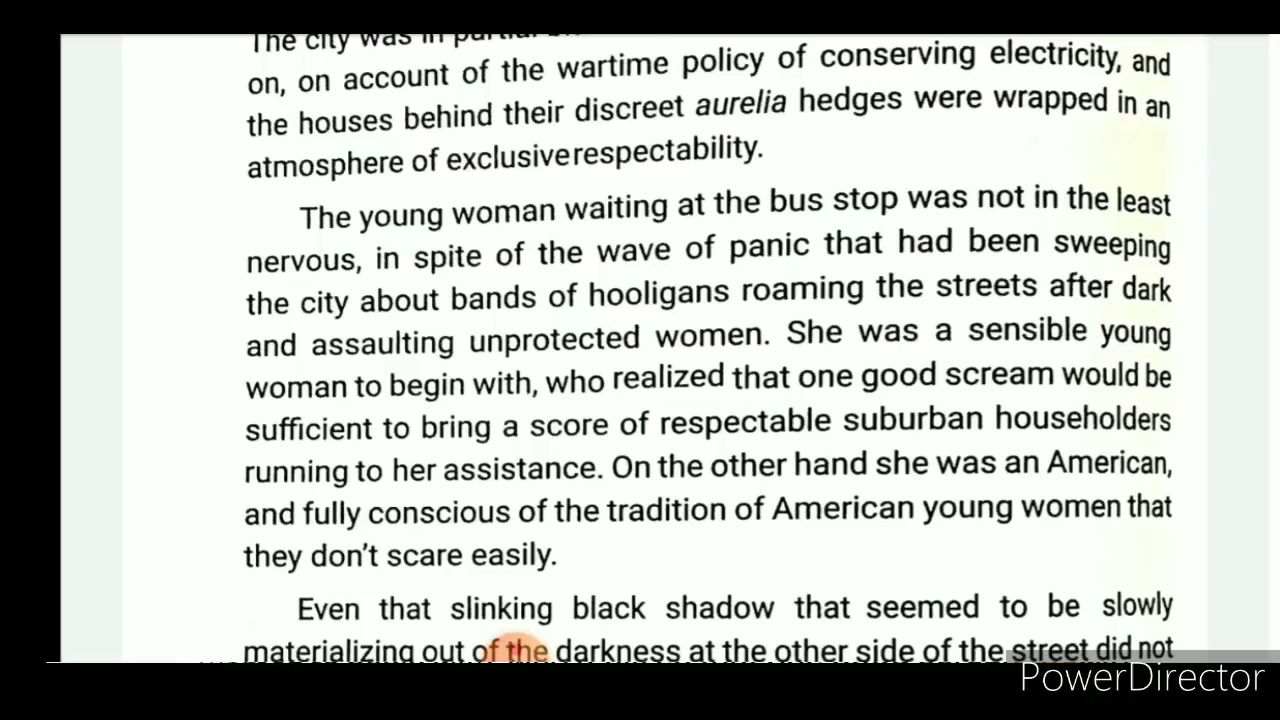 The city was in
on, on account of the wartime policy of conserving electricity, and
the houses behind their discreet aurelia hedges were wrapped in an
atmosphere of exclusiverespectability.
The young woman waiting at the bus stop was not in the least
nervous, in spite of the wave of panic that had been sweeping
the city about bands of hooligans roaming the streets after dark
and assaulting unprotected women. She was a sensible young
woman to begin with, who realized that one good scream would be
sufficient to bring a score of respectable suburban householders
running to her assistance. On the other hand she was an American,
and fully conscious of the tradition of American young women that
they don't scare easily.
Even that slinking black shadow that seemed to be slowly
materializing out of the darkness at the other side of the street did not
PowerDirector